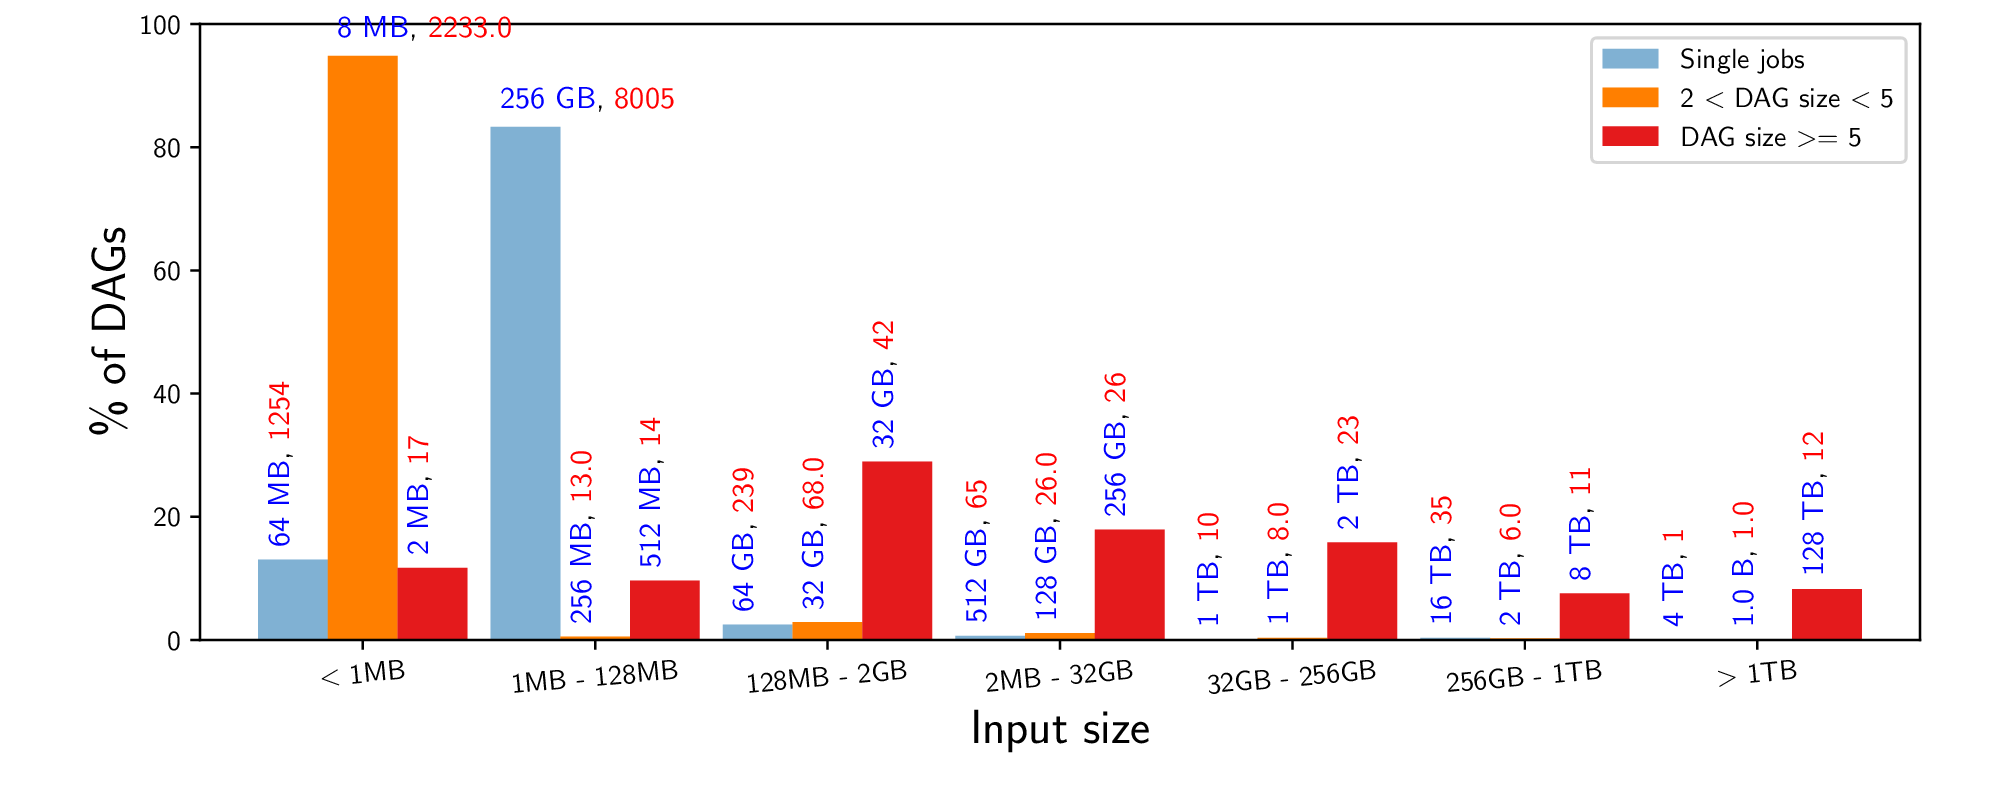 100
80
60
40
20
0
% of DAGs
8 MB, 2233.0
256 GB, 8005
64 MB, 1254
2 MB, 17
256 MB, 13.0
512 MB, 14
64 GB, 239
32 GB, 68.0
32 GB, 42
512 GB, 65
128 GB, 26.0
256 GB, 26
1 TB, 10
1 TB, 8.0
2 TB, 23
16 TB, 35
2 TB, 6.0
8 TB, 11
4 TB, 1
1.0 B, 1.0
128 TB, 12
Single jobs
2 < DAG size < 5
DAG size >= 5
< 1MB
1MB - 128MB
128MB - 2GB
2MB - 32GB
32GB - 256GB
256GB - 1TB
> 1TB
Input size